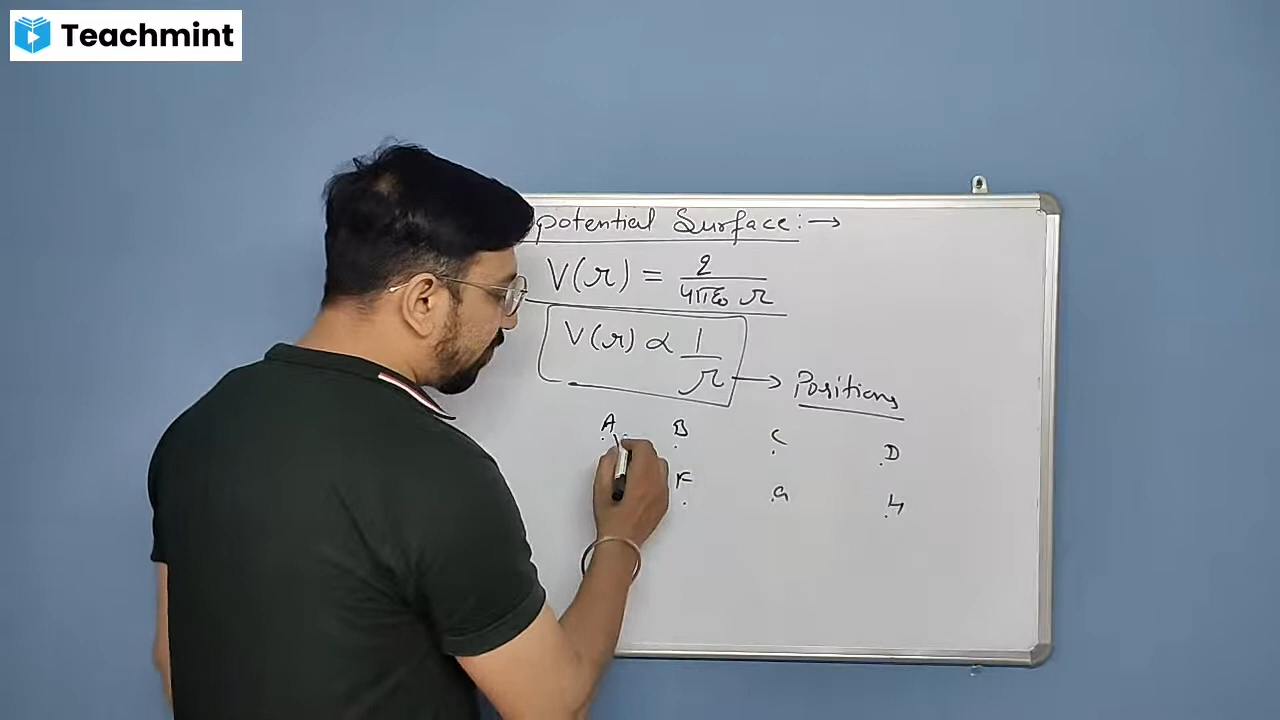 Teachmint
potential Surface:→
V(r) = q / 4πε₀ r
V(r) ∝ 1 / r → Positions
A B C D
F G H